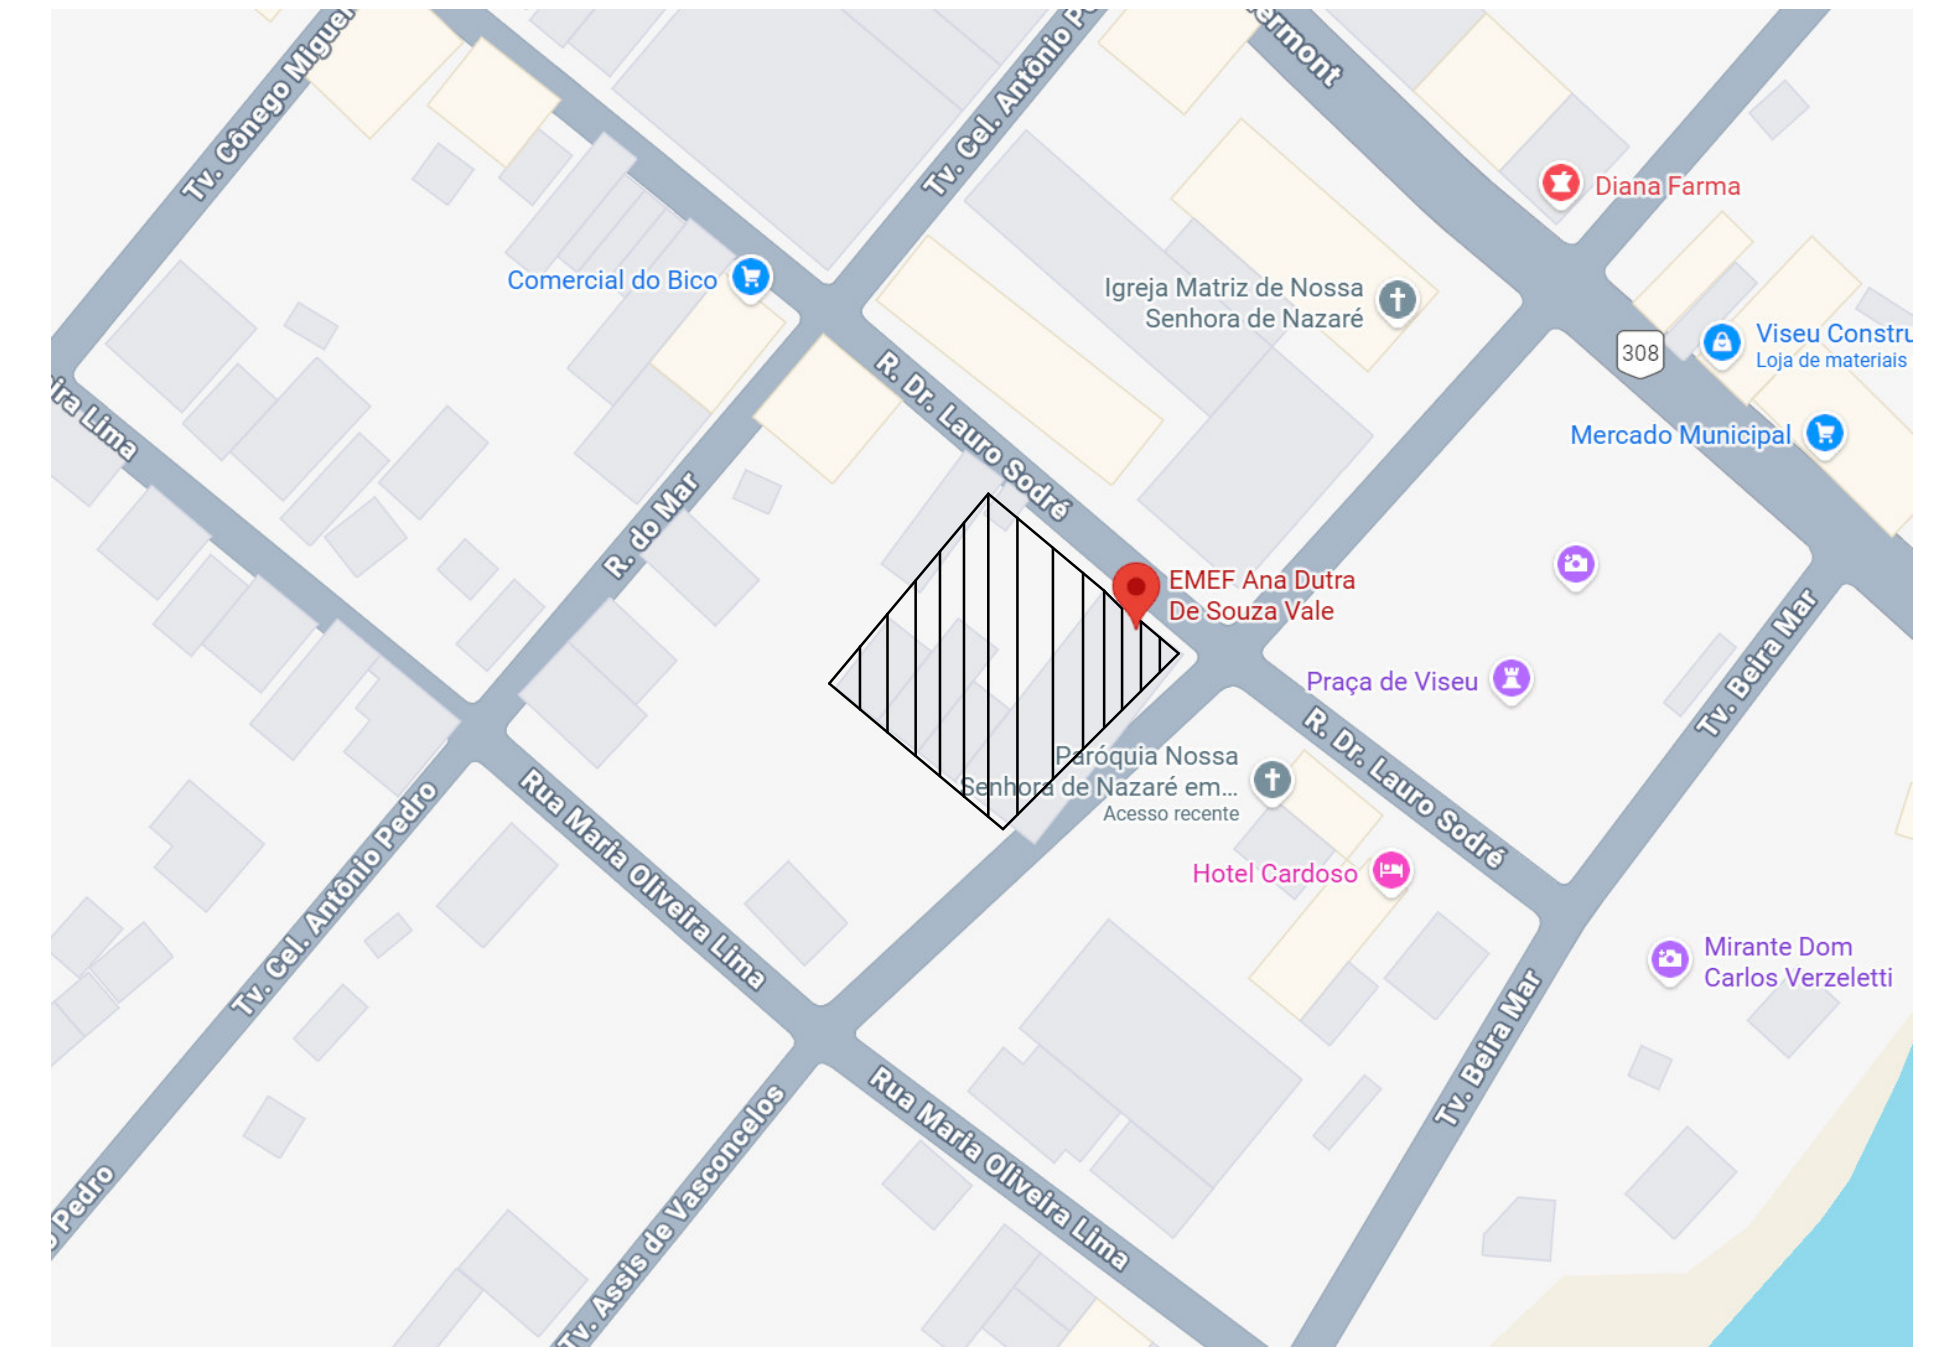 Tv. Cônego Miguel
Tv. Cel. Antônio P
ermont
Diana Farma
Comercial do Bico
Igreja Matriz de Nossa
Senhora de Nazaré
308
Viseu Constru
Loja de materiais
R. Dr. Lauro Sodré
ira Lima
Mercado Municipal
R. do Mar
EMEF Ana Dutra
De Souza Vale
Praça de Viseu
Tv. Beira Mar
R. Dr. Lauro Sodré
Paróquia Nossa
Senhora de Nazaré em...
Acesso recente
Rua Maria Oliveira Lima
Tv. Cel. Antônio Pedro
Hotel Cardoso
Mirante Dom
Carlos Verzeletti
Tv. Beira Mar
Rua Maria Oliveira Lima
Tv. Assis de Vasconcelos
Pedro